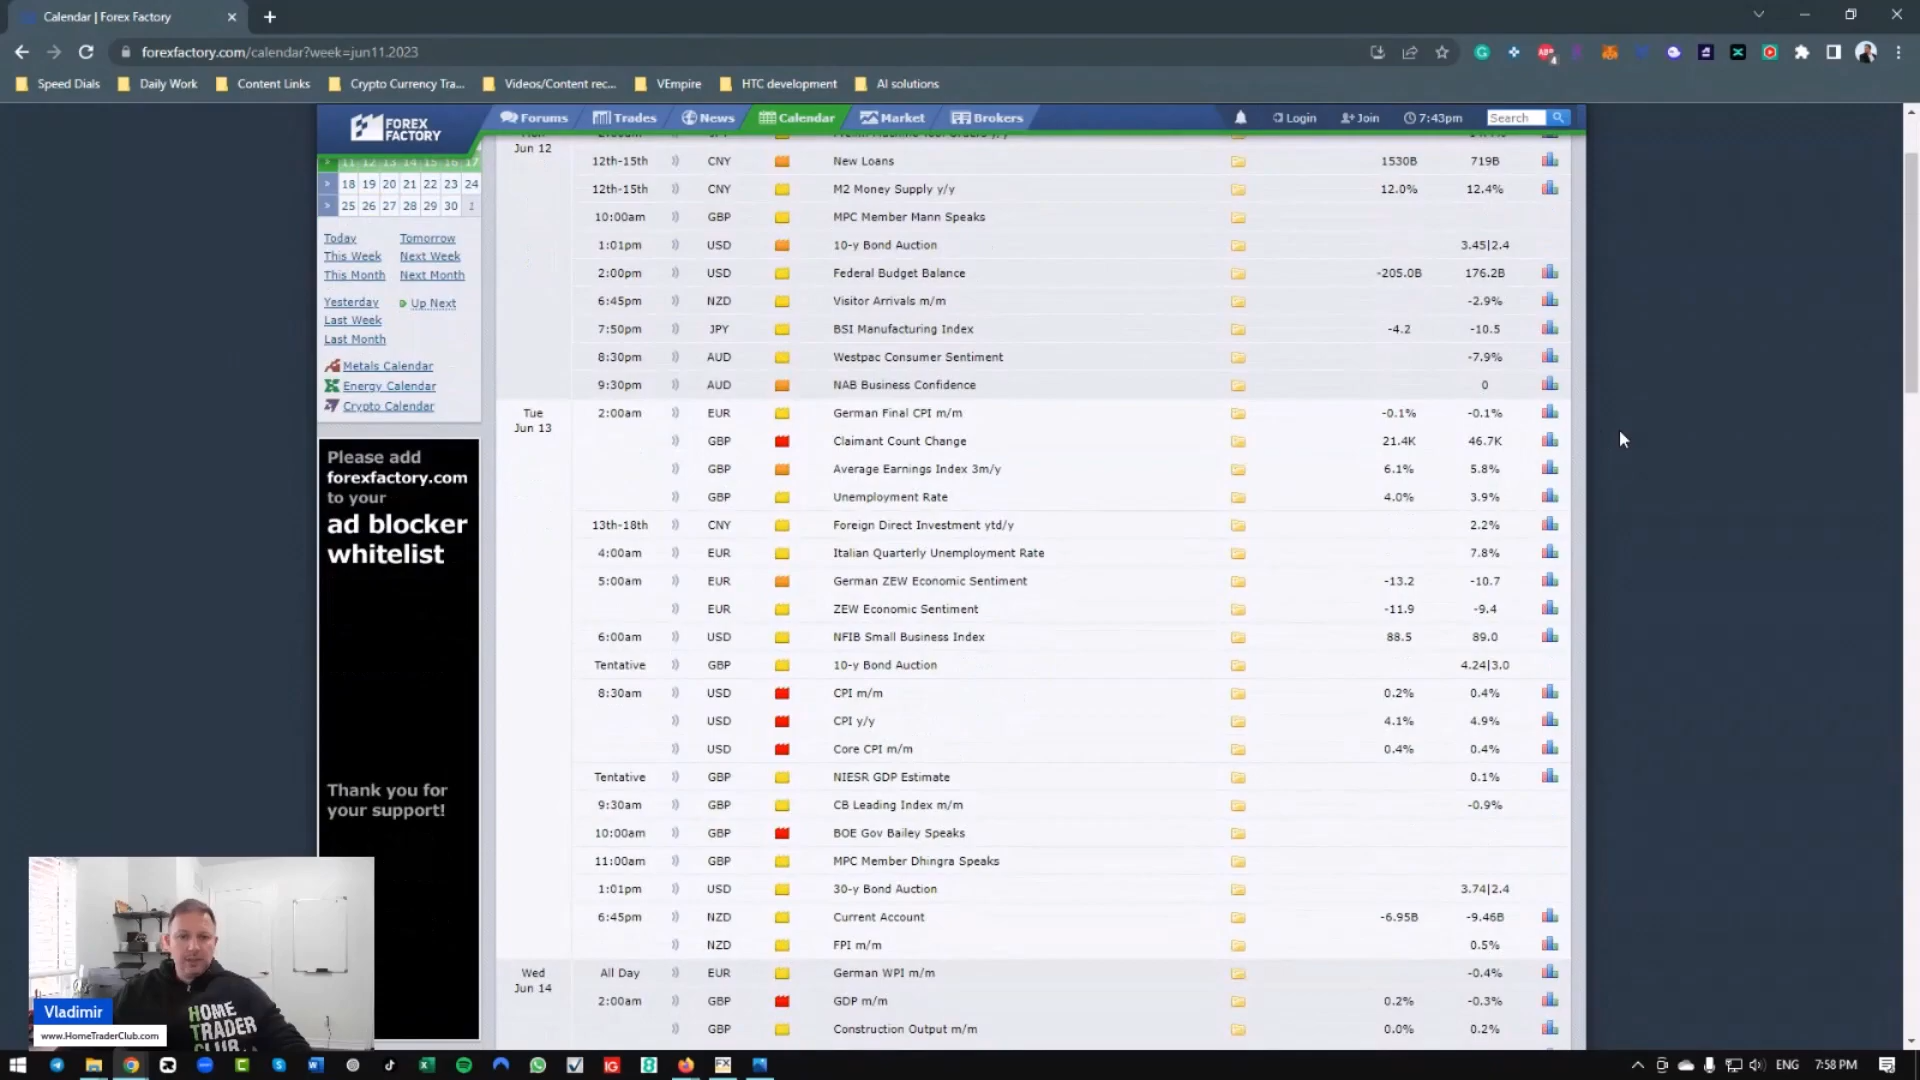 Calendar | Forex Factory
forexfactory.com/calendar?week=jun11.2023
Speed Dials Daily Work Content Links Crypto Currency Tra... Videos/Content rec... VEmpire HTC development AI solutions
FOREX FACTORY
Forums Trades News Calendar Market Brokers Login Join 7:43pm Search
11 12 13 14 15 16 17
18 19 20 21 22 23 24
25 26 27 28 29 30 1
Today Tomorrow
This Week Next Week
This Month Next Month
Yesterday Up Next
Last Week
Last Month
Metals Calendar
Energy Calendar
Crypto Calendar
Please add
forexfactory.com
to your
ad blocker
whitelist
Thank you for
your support!
Jun 12
12th-15th CNY New Loans 1530B 719B
12th-15th CNY M2 Money Supply y/y 12.0% 12.4%
10:00am GBP MPC Member Mann Speaks
1:01pm USD 10-y Bond Auction 3.45|2.4
2:00pm USD Federal Budget Balance -205.0B 176.2B
6:45pm NZD Visitor Arrivals m/m -2.9%
7:50pm JPY BSI Manufacturing Index -4.2 -10.5
8:30pm AUD Westpac Consumer Sentiment -7.9%
9:30pm AUD NAB Business Confidence 0
Tue Jun 13 2:00am EUR German Final CPI m/m -0.1% -0.1%
GBP Claimant Count Change 21.4K 46.7K
GBP Average Earnings Index 3m/y 6.1% 5.8%
GBP Unemployment Rate 4.0% 3.9%
13th-18th CNY Foreign Direct Investment ytd/y 2.2%
4:00am EUR Italian Quarterly Unemployment Rate 7.8%
5:00am EUR German ZEW Economic Sentiment -13.2 -10.7
EUR ZEW Economic Sentiment -11.9 -9.4
6:00am USD NFIB Small Business Index 88.5 89.0
Tentative GBP 10-y Bond Auction 4.24|3.0
8:30am USD CPI m/m 0.2% 0.4%
USD CPI y/y 4.1% 4.9%
USD Core CPI m/m 0.4% 0.4%
Tentative GBP NIESR GDP Estimate 0.1%
9:30am GBP CB Leading Index m/m -0.9%
10:00am GBP BOE Gov Bailey Speaks
11:00am GBP MPC Member Dhingra Speaks
1:01pm USD 30-y Bond Auction 3.74|2.4
6:45pm NZD Current Account -6.95B -9.46B
NZD FPI m/m 0.5%
Wed Jun 14 All Day EUR German WPI m/m -0.4%
2:00am GBP GDP m/m 0.2% -0.3%
GBP Construction Output m/m 0.0% 0.2%
HOME
TRADER
CLUB
Vladimir
www.HomeTraderClub.com
ENG 7:58 PM